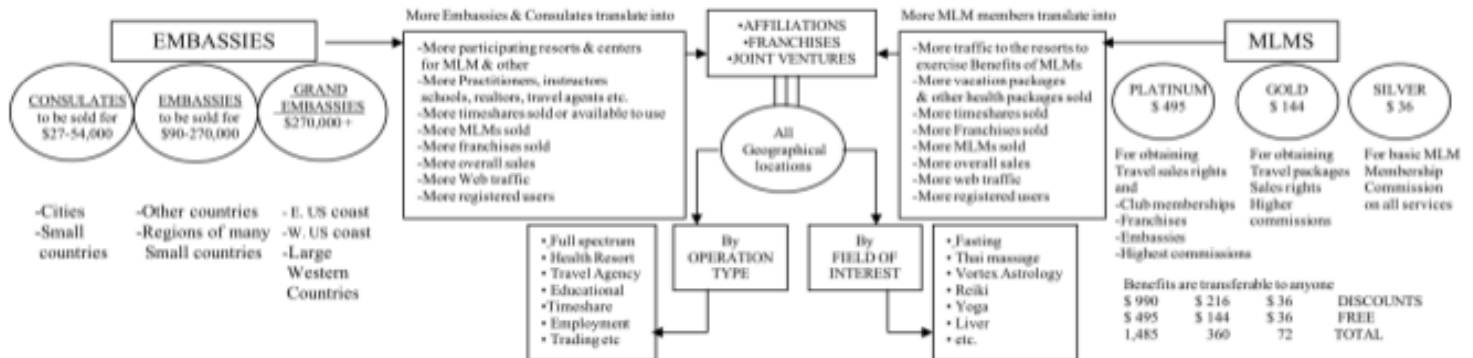 More Embassies & Consulates translate into
EMBASSIES
CONSULATES
to be sold for
$27-54,000
EMBASSIES
to be sold for
$90-270,000
GRAND
EMBASSIES
$270,000+
-Cities
-Small
countries
-Other countries
-Regions of many
Small countries
-E. US coast
-W. US coast
-Large
Western
Countries
-More participating resorts & centers
for MLM & other
-More Practitioners, instructors
schools, realtors, travel agents etc.
-More timeshares sold or available to use
-More MLMs sold
-More franchises sold
-More overall sales
-More Web traffic
-More registered users
•AFFILIATIONS
•FRANCHISES
•JOINT VENTURES
All
Geographical
locations
By
OPERATION
TYPE
By
FIELD OF
INTEREST
• Full spectrum
• Health Resort
• Travel Agency
• Educational
•Timeshare
• Employment
• Trading etc
• Fasting
• Thai massage
• Vortex Astrology
• Reiki
• Yoga
• Liver
• etc.
More MLM members translate into
-More traffic to the resorts to
exercise Benefits of MLMs
-More vacation packages
& other health packages sold
-More timeshares sold
-More Franchises sold
-More MLMs sold
-More overall sales
-More web traffic
-More registered users
MLMS
PLATINUM
$ 495
GOLD
$ 144
SILVER
$ 36
For obtaining
Travel sales rights
and
-Club memberships
-Franchises
-Embassies
-Highest commissions
For obtaining
Travel packages
Sales rights
Higher
commissions
For basic MLM
Membership
Commission
on all services
Benefits are transferable to anyone
$ 990 $ 216 $ 36 DISCOUNTS
$ 495 $ 144 $ 36 FREE
1,485 360 72 TOTAL